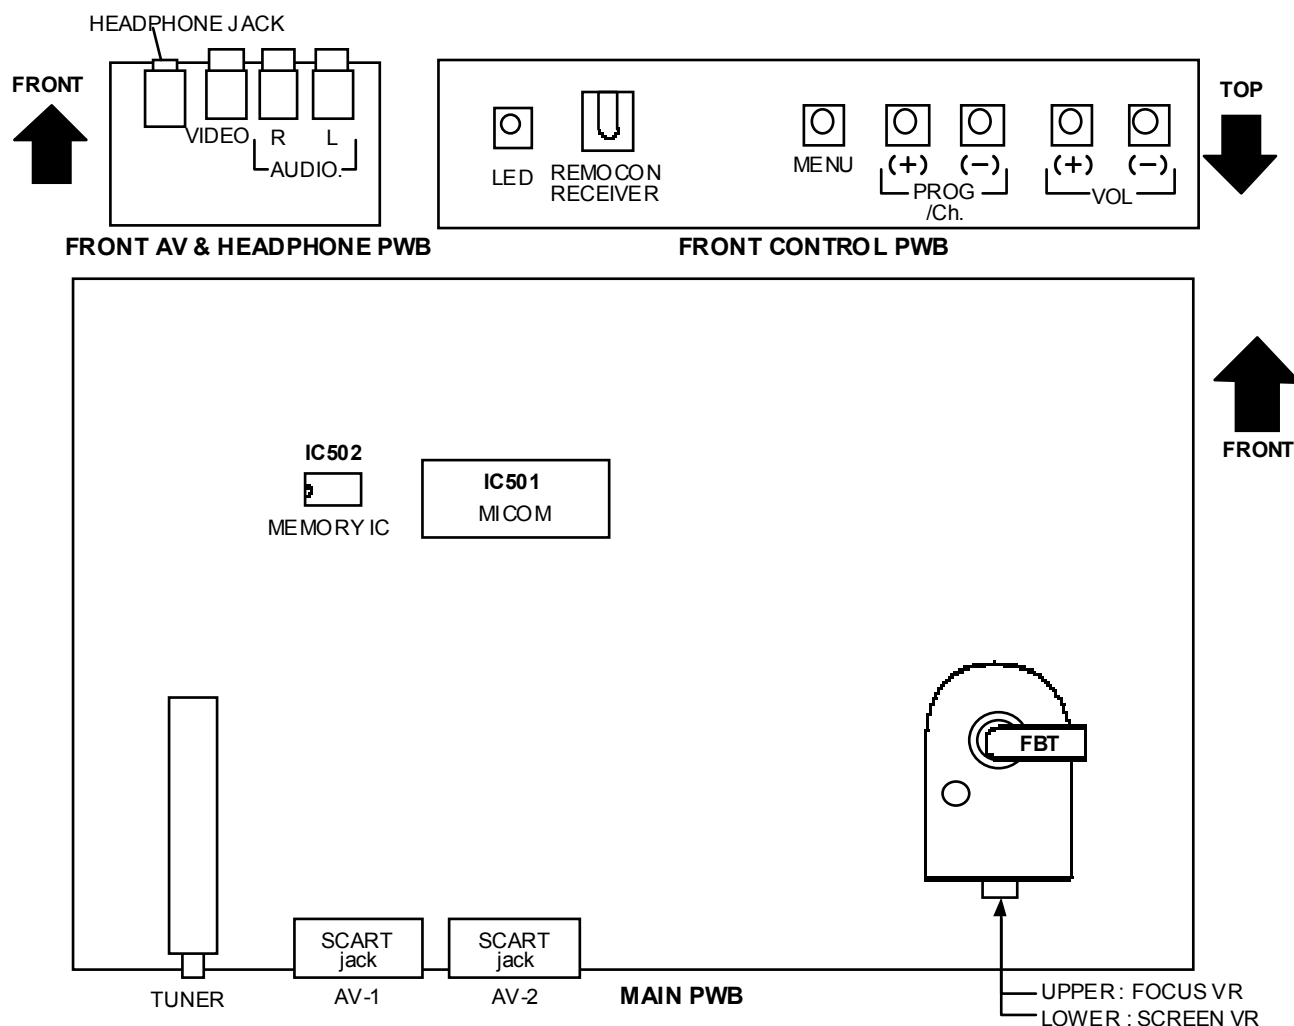 HEADPHONE JACK
FRONT
VIDEO R L
AUDIO.
FRONT AV & HEADPHONE PWB
LED
REMOCON
RECEIVER
MENU
(+) (-)
PROG
/Ch.
(+) (-)
VOL
TOP
FRONT CONTROL PWB
FRONT
IC502
MEMORY IC
IC501
MICOM
FBT
SCART
jack
SCART
jack
TUNER
AV-1
AV-2
MAIN PWB
UPPER : FOCUS VR
LOWER : SCREEN VR